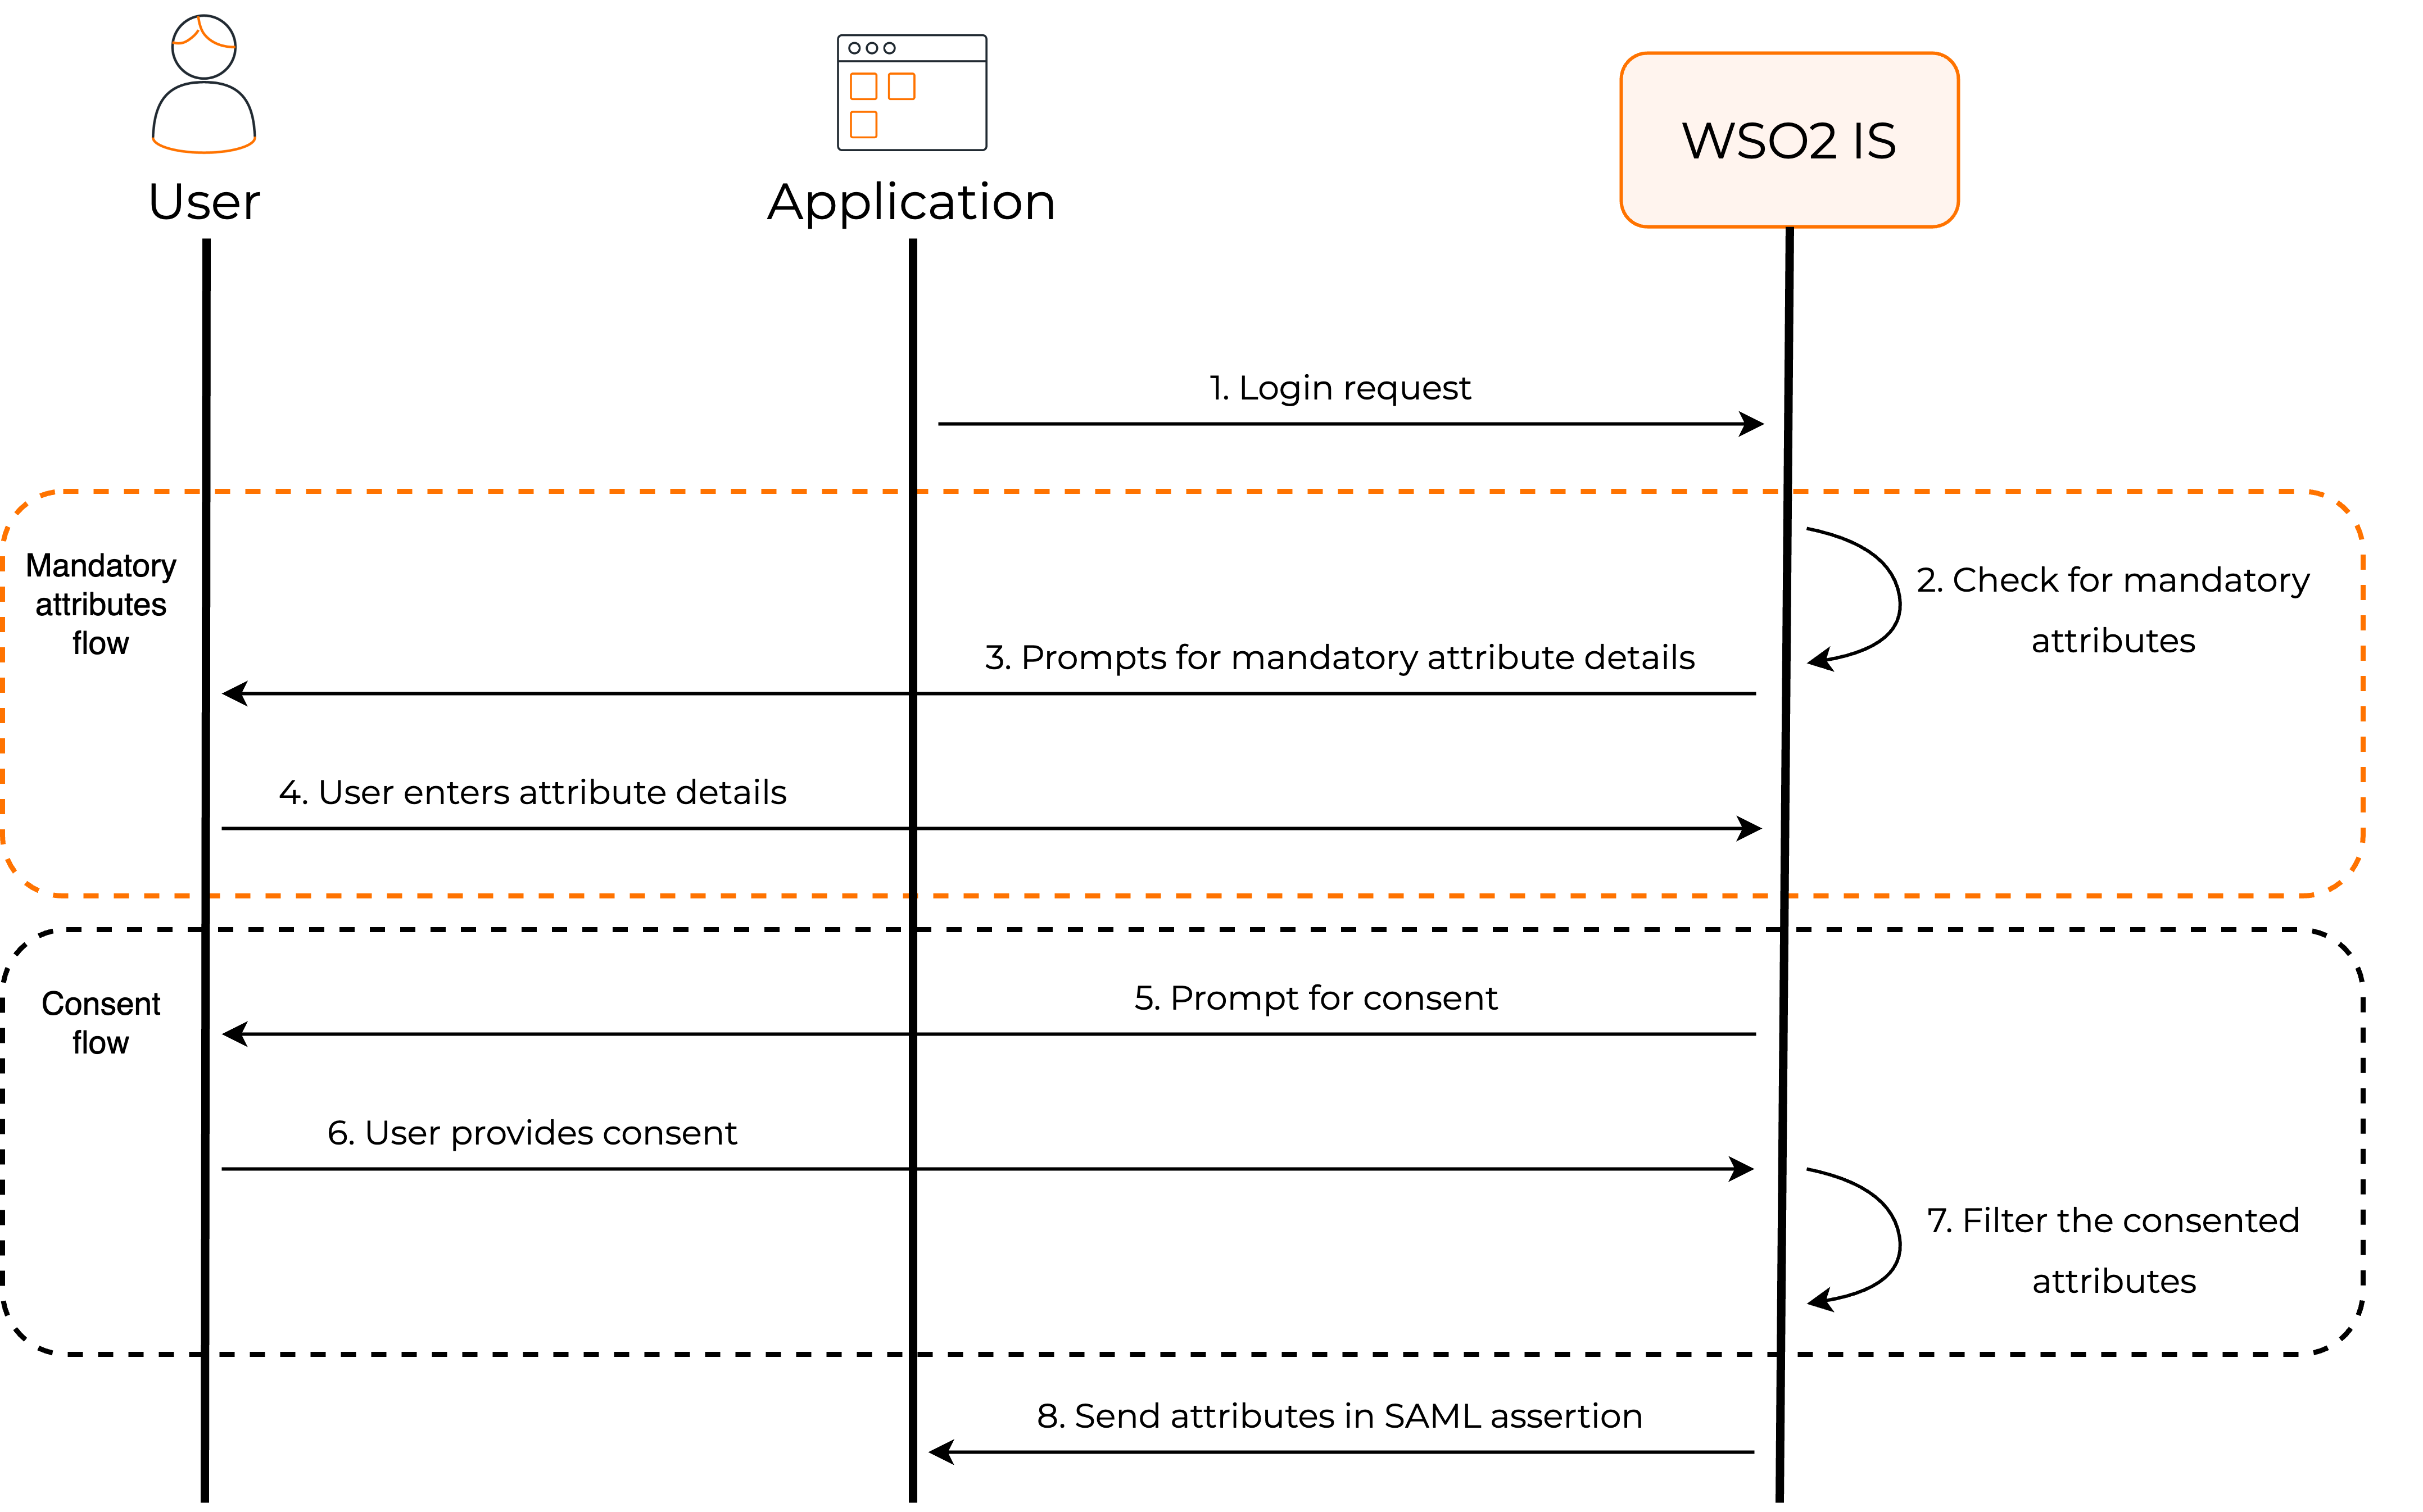 User
Application
WSO2 IS
1. Login request
Mandatory
attributes
flow
2. Check for mandatory
attributes
3. Prompts for mandatory attribute details
4. User enters attribute details
Consent
flow
5. Prompt for consent
6. User provides consent
7. Filter the consented
attributes
8. Send attributes in SAML assertion